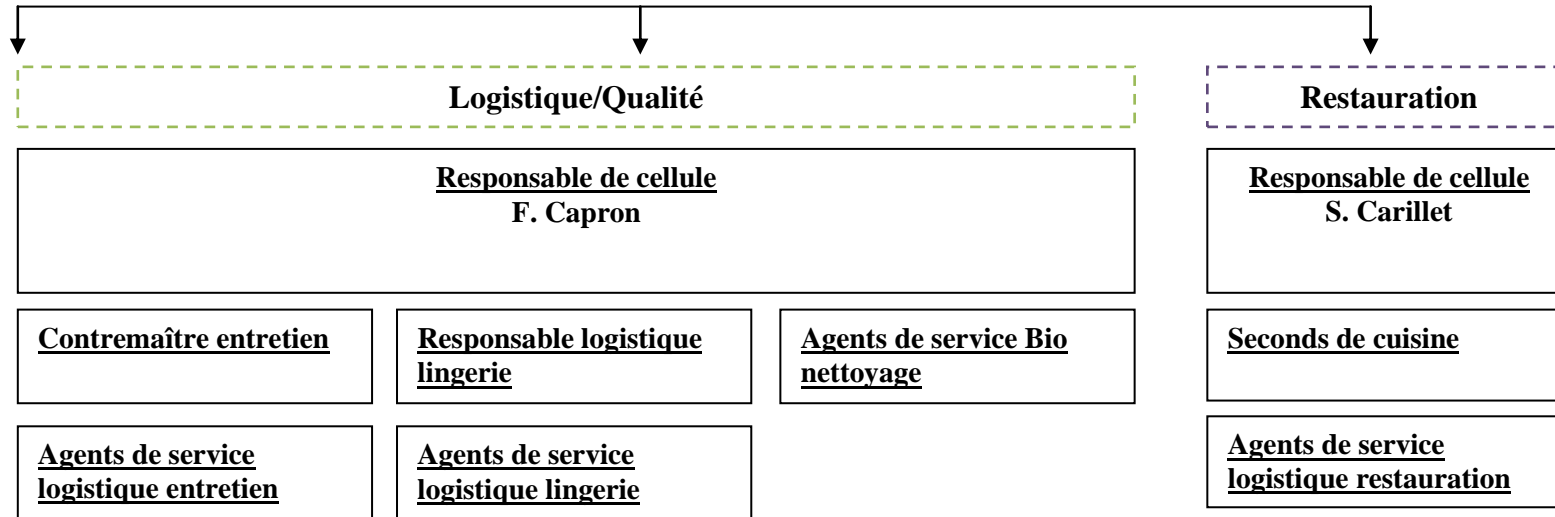 Logistique/Qualité
Restauration
Responsable de cellule
F. Capron
Responsable de cellule
S. Carillet
Contremaître entretien
Responsable logistique
lingerie
Agents de service Bio
nettoyage
Seconds de cuisine
Agents de service
logistique entretien
Agents de service
logistique lingerie
Agents de service
logistique restauration